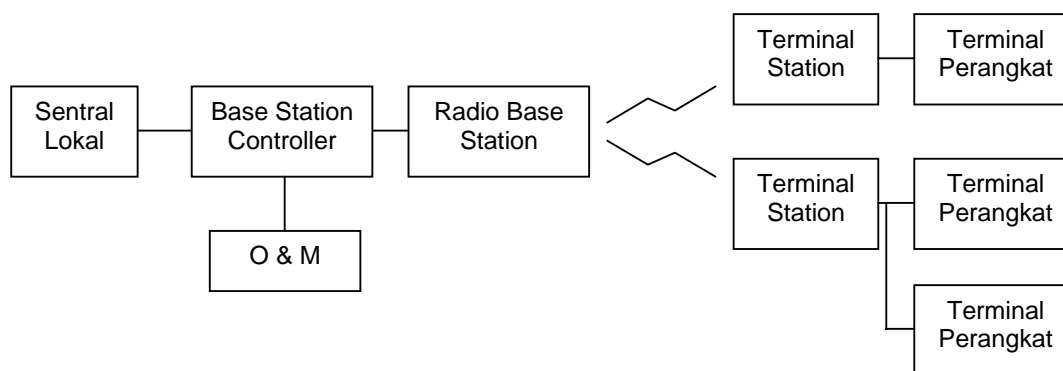 Sentral
Lokal
Base Station
Controller
Radio Base
Station
O & M
Terminal
Station
Terminal
Perangkat
Terminal
Station
Terminal
Perangkat
Terminal
Perangkat